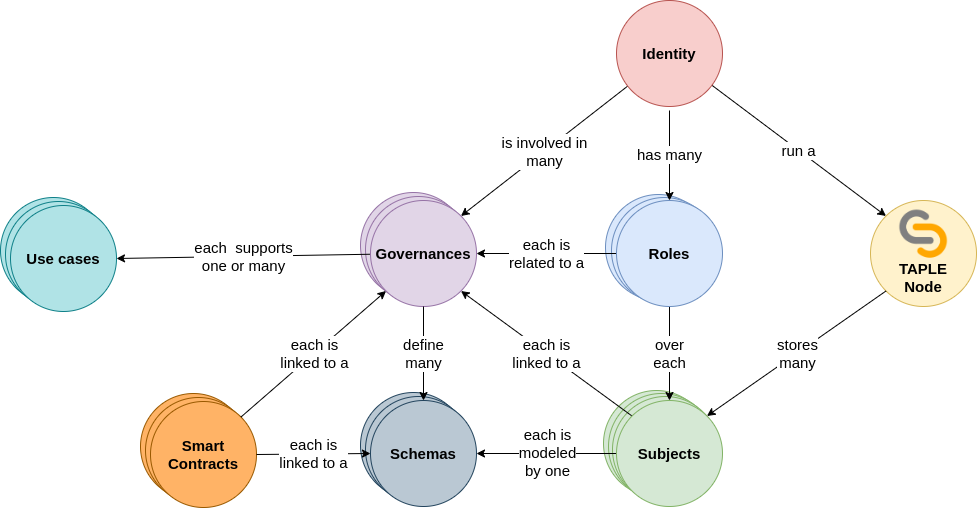 Identity
is involved in
many
has many
run a
Use cases
each supports
one or many
Governances
each is
related to a
Roles
TAPLE
Node
each is
linked to a
define
many
each is
linked to a
over
each
stores
many
Smart
Contracts
each is
linked to a
Schemas
each is
modeled
by one
Subjects